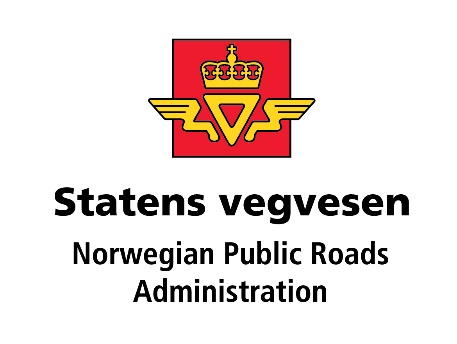 Statens vegvesen
Norwegian Public Roads
Administration